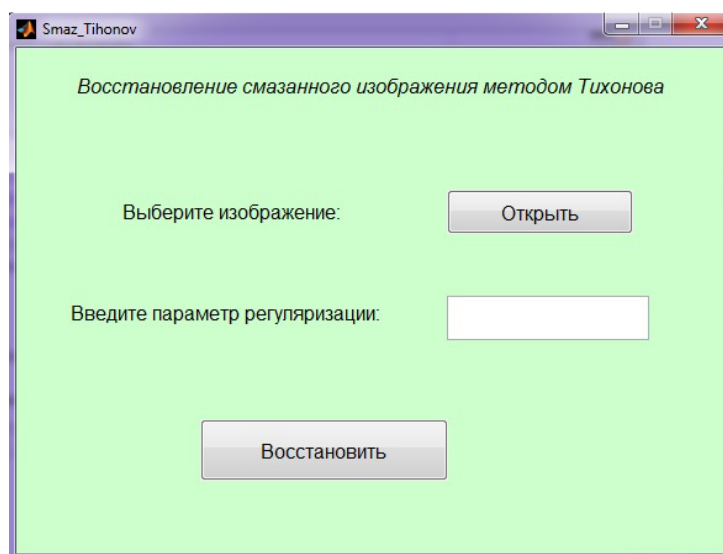 Smaz_Tihonov
Восстановление смазанного изображения методом Тихонова
Выберите изображение:
Открыть
Введите параметр регуляризации:
Восстановить